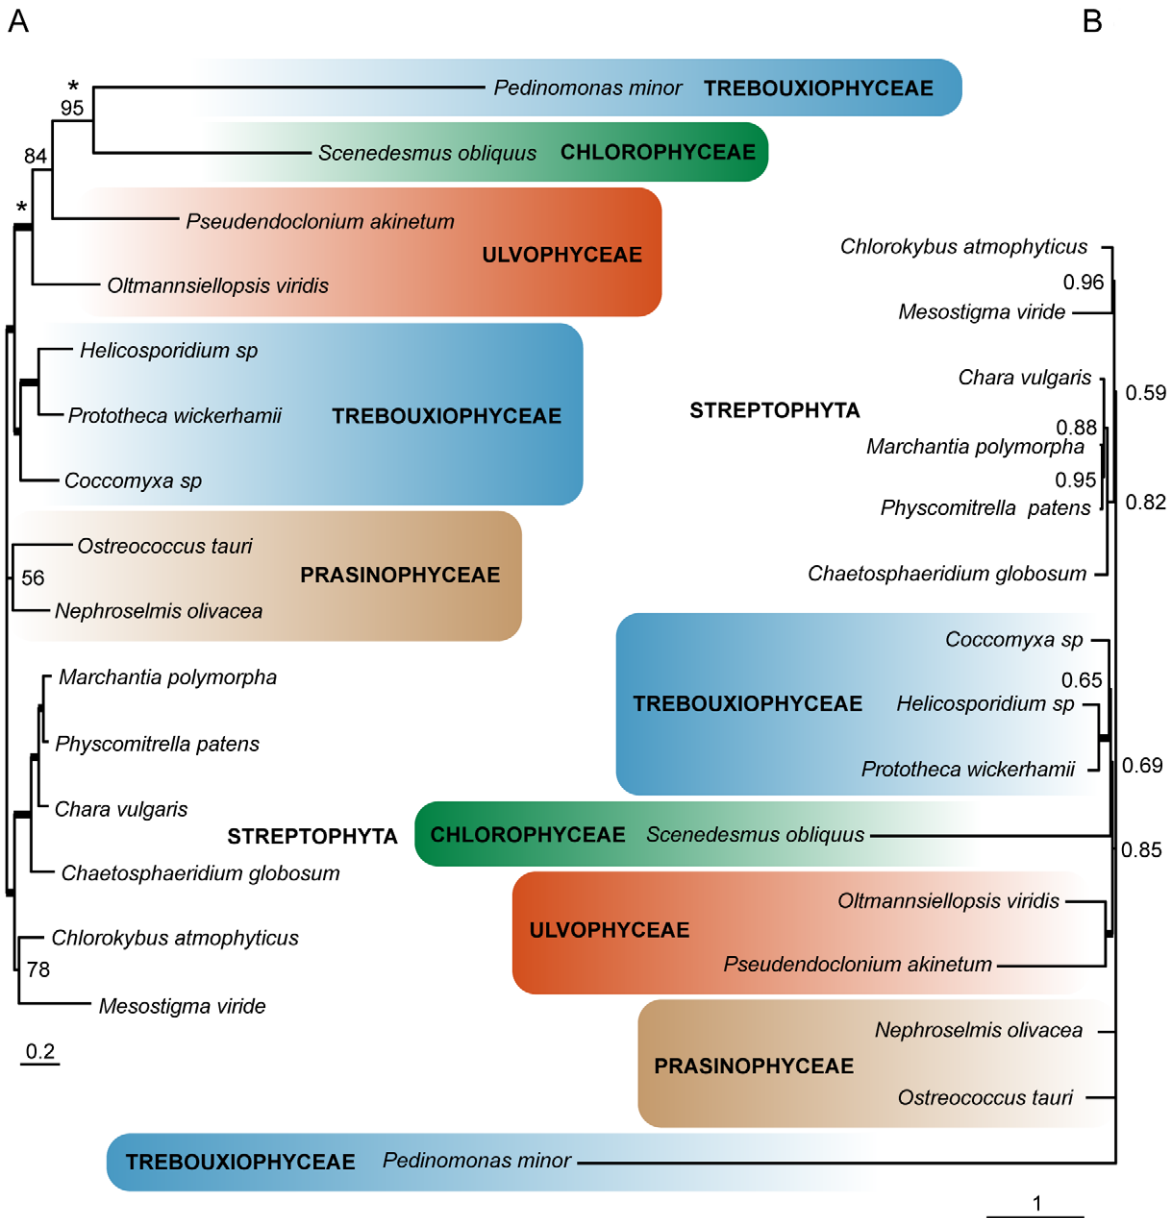 A
B
*
95
Pedinomonas minor TREBOUXIOPHYCEAE
84
Scenedesmus obliquus CHLOROPHYCEAE
*
Pseudendoclonium akinetum
ULVOPHYCEAE
Oltmannsiellopsis viridis
Helicosporidium sp
Prototheca wickerhamii TREBOUXIOPHYCEAE
Coccomyxa sp
Ostreococcus tauri
56
PRASINOPHYCEAE
Nephroselmis olivacea
Marchantia polymorpha
Physcomitrella patens
Chara vulgaris
STREPTOPHYTA
Chaetosphaeridium globosum
Chlorokybus atmophyticus
78
Mesostigma viride
0.2
Chlorokybus atmophyticus
0.96
Mesostigma viride
Chara vulgaris
0.59
STREPTOPHYTA
0.88
Marchantia polymorpha
0.95
0.82
Physcomitrella patens
Chaetosphaeridium globosum
Coccomyxa sp
0.65
TREBOUXIOPHYCEAE
Helicosporidium sp
0.69
Prototheca wickerhamii
CHLOROPHYCEAE Scenedesmus obliquus
0.85
Oltmannsiellopsis viridis
ULVOPHYCEAE
Pseudendoclonium akinetum
Nephroselmis olivacea
PRASINOPHYCEAE
Ostreococcus tauri
TREBOUXIOPHYCEAE Pedinomonas minor
1